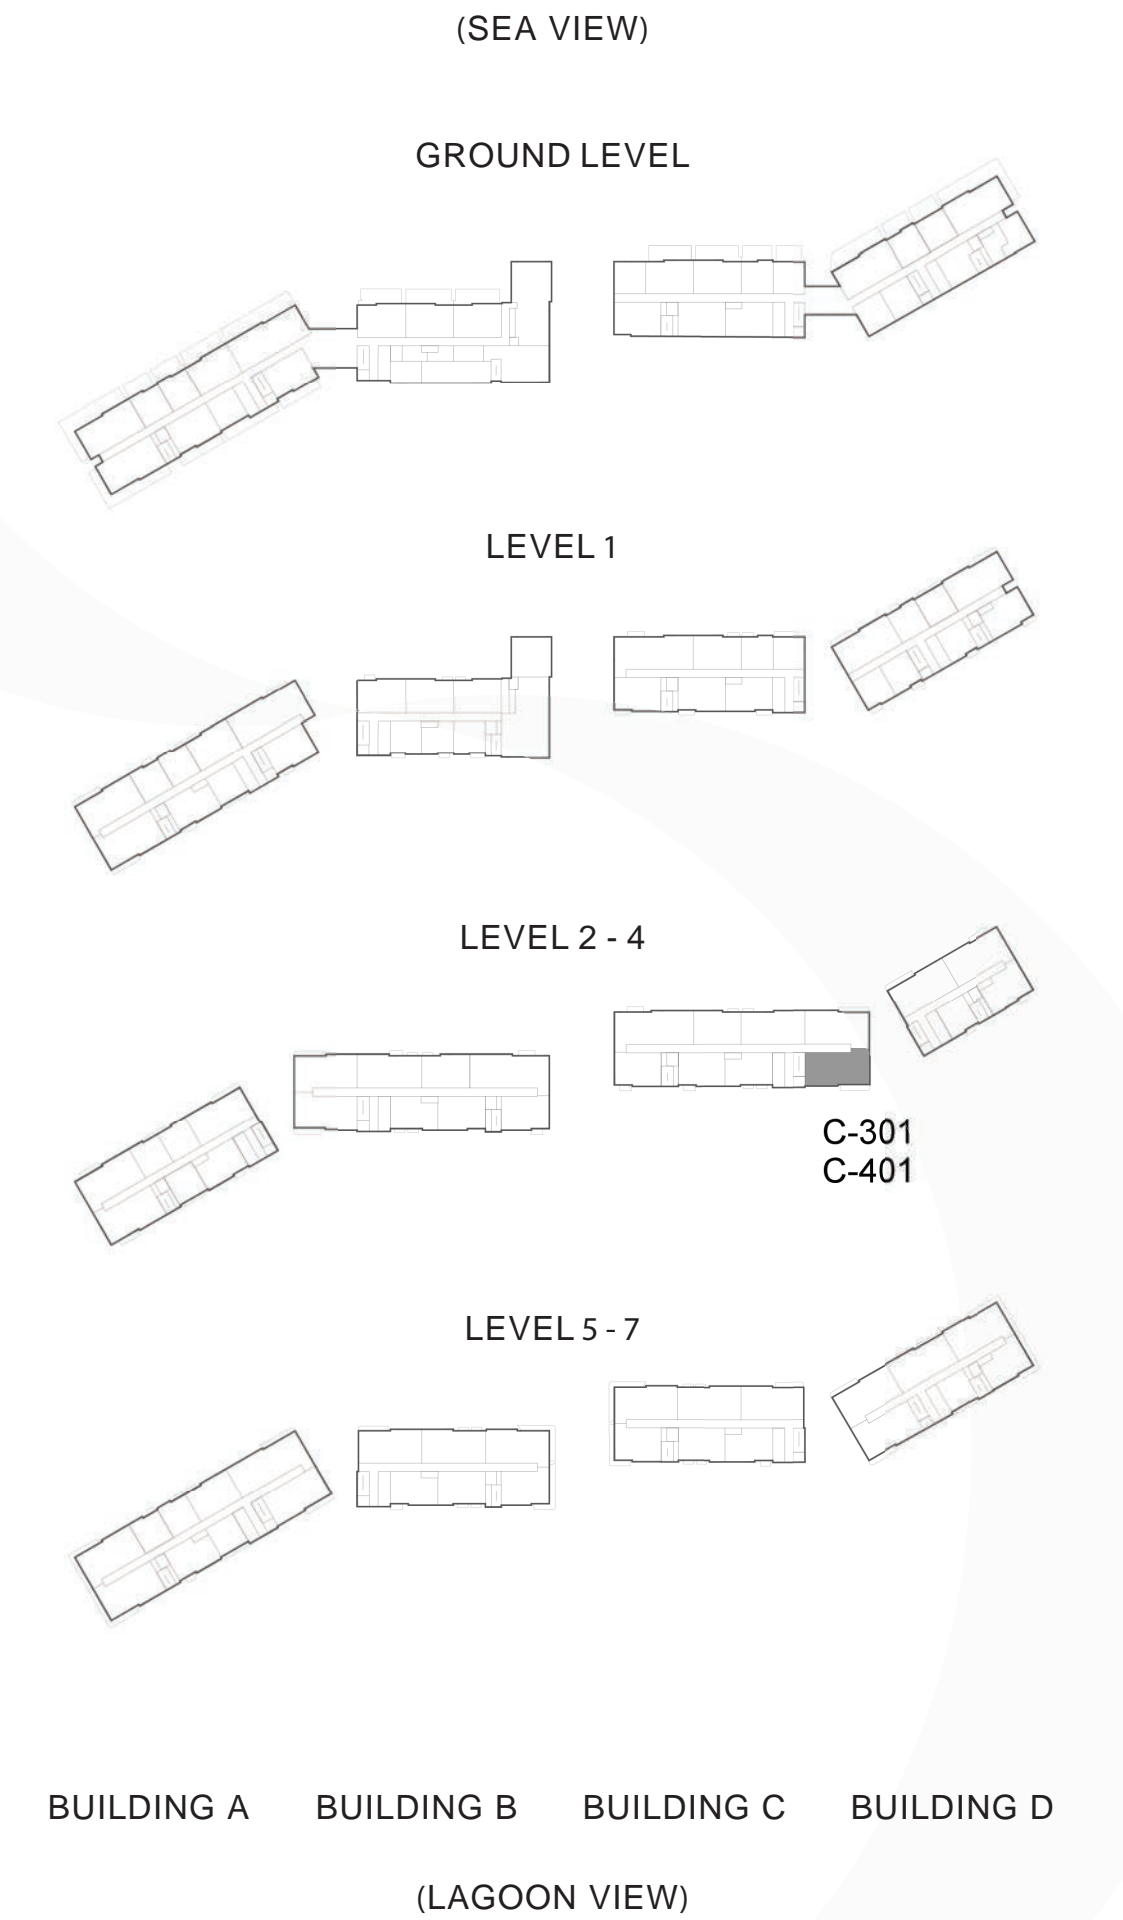 (SEA VIEW)
GROUND LEVEL
LEVEL 1
LEVEL 2 - 4
C-301
C-401
LEVEL 5 - 7
BUILDING A BUILDING B BUILDING C BUILDING D
(LAGOON VIEW)